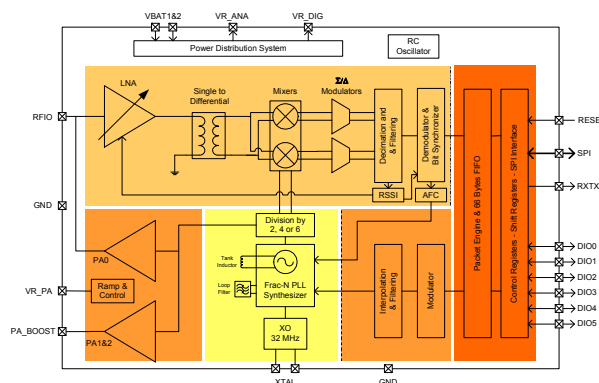 VBAT1&2 VR_ANA VR_DIG
Power Distribution System
RC
Oscillator
LNA
Single to
Differential
Mixers
Σ/Δ
Modulators
Decimation and
& Filtering
Demodulator &
Bit Synchronizer
RSSI
AFC
Packet Engine & 66 Bytes FIFO
Control Registers - Shift Registers - SPI Interface
RFIO
GND
VR_PA
PA_BOOST
PA0
Ramp &
Control
PA1&2
Division by
2, 4 or 6
Tank
Inductor
Loop
Filter
Frac-N PLL
Synthesizer
XO
32 MHz
XTAL
GND
Interpolation
& Filtering
Modulator
RESE
SPI
RXTX
DIO0
DIO1
DIO2
DIO3
DIO4
DIO5